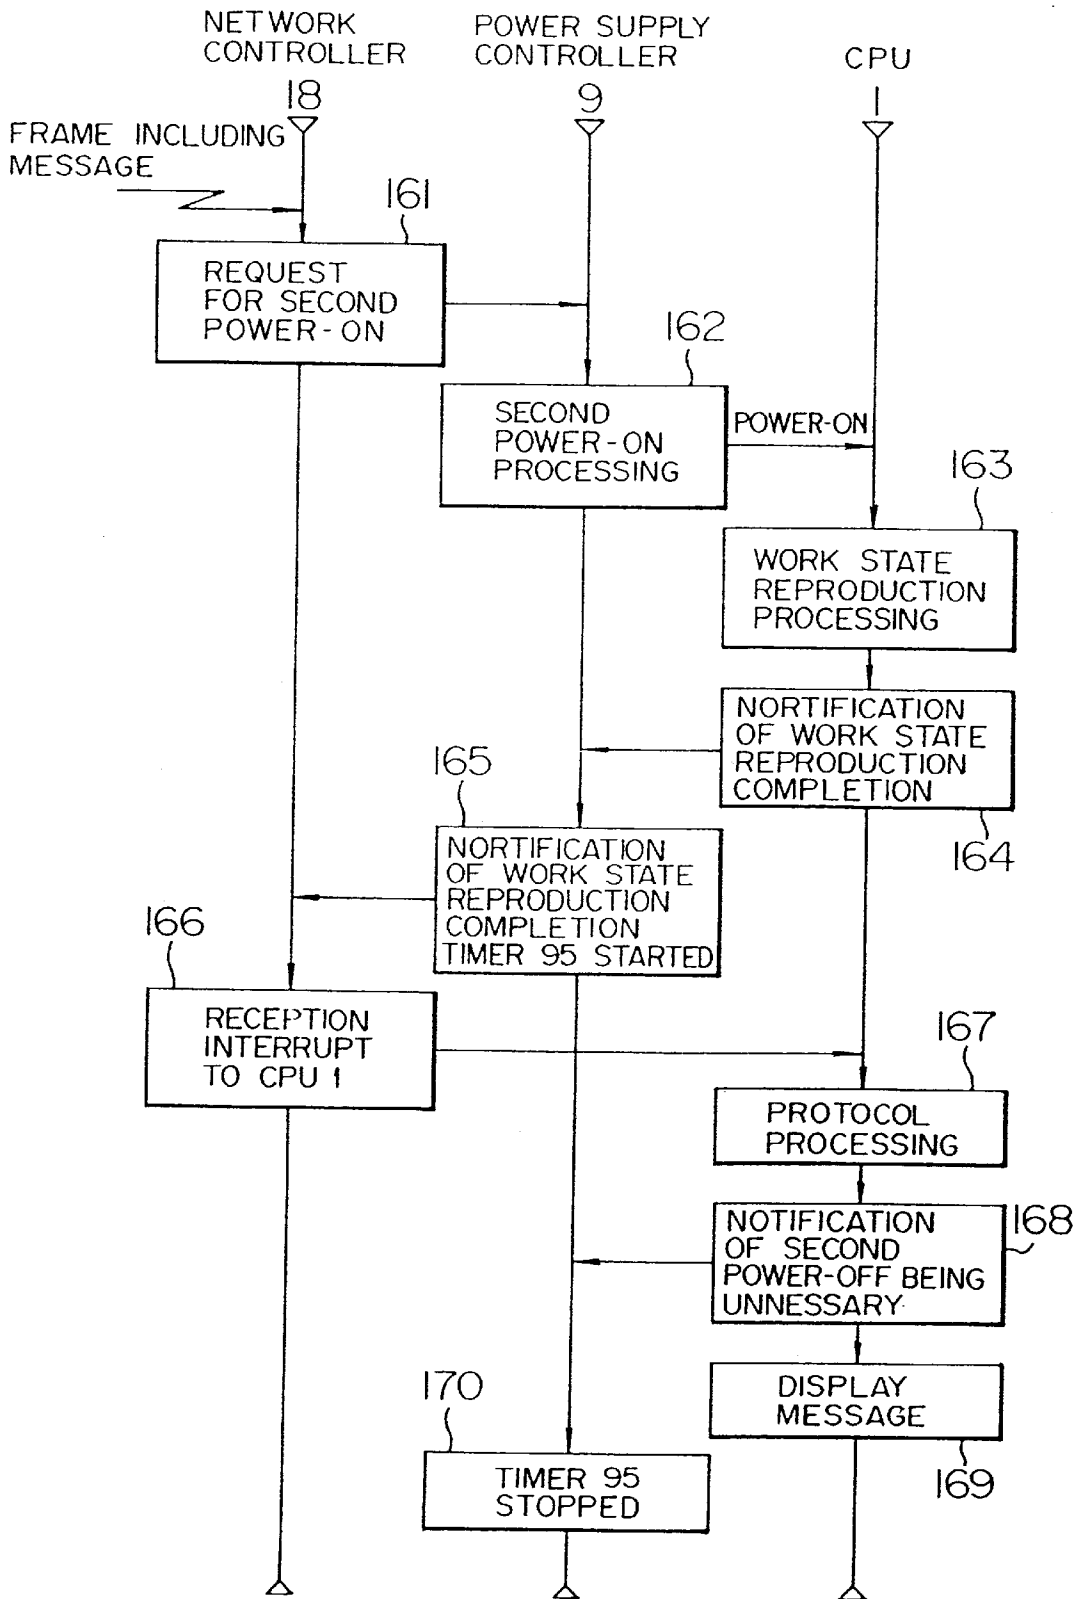 NETWORK
CONTROLLER
18
POWER SUPPLY
CONTROLLER
9
CPU
1
FRAME INCLUDING
MESSAGE
161
REQUEST
FOR SECOND
POWER-ON
162
SECOND
POWER-ON
PROCESSING
POWER-ON
163
WORK STATE
REPRODUCTION
PROCESSING
NORTIFICATION
OF WORK STATE
REPRODUCTION
COMPLETION
164
165
NORTIFICATION
OF WORK STATE
REPRODUCTION
COMPLETION
TIMER 95 STARTED
166
RECEPTION
INTERRUPT
TO CPU 1
167
PROTOCOL
PROCESSING
168
NOTIFICATION
OF SECOND
POWER-OFF BEING
UNNESSARY
DISPLAY
MESSAGE
169
170
TIMER 95
STOPPED